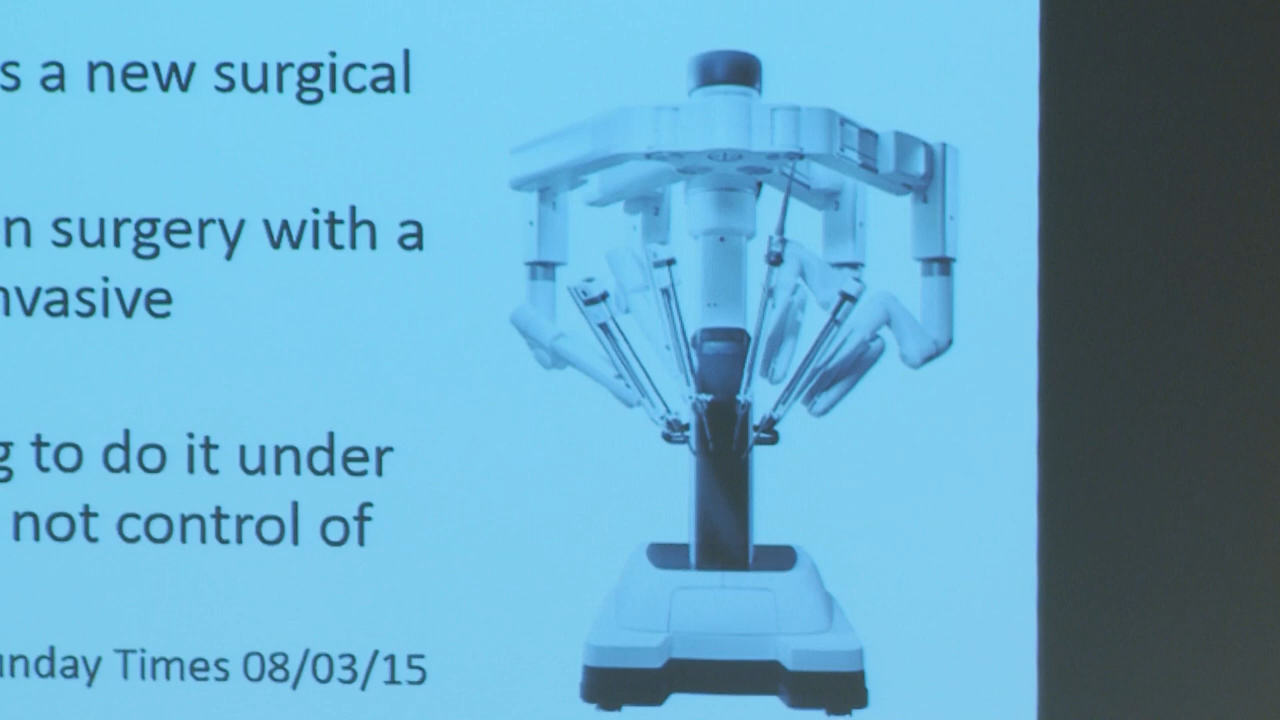 s a new surgical
n surgery with a
nvasive
g to do it under
not control of
unday Times 08/03/15